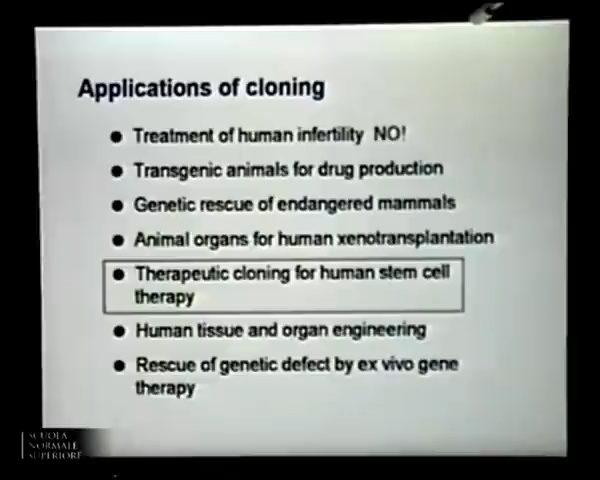 Applications of cloning
● Treatment of human infertility NO!
● Transgenic animals for drug production
● Genetic rescue of endangered mammals
● Animal organs for human xenotransplantation
● Therapeutic cloning for human stem cell
therapy
● Human tissue and organ engineering
● Rescue of genetic defect by ex vivo gene
therapy
SCUOLA
NORMALE
SUPERIORE